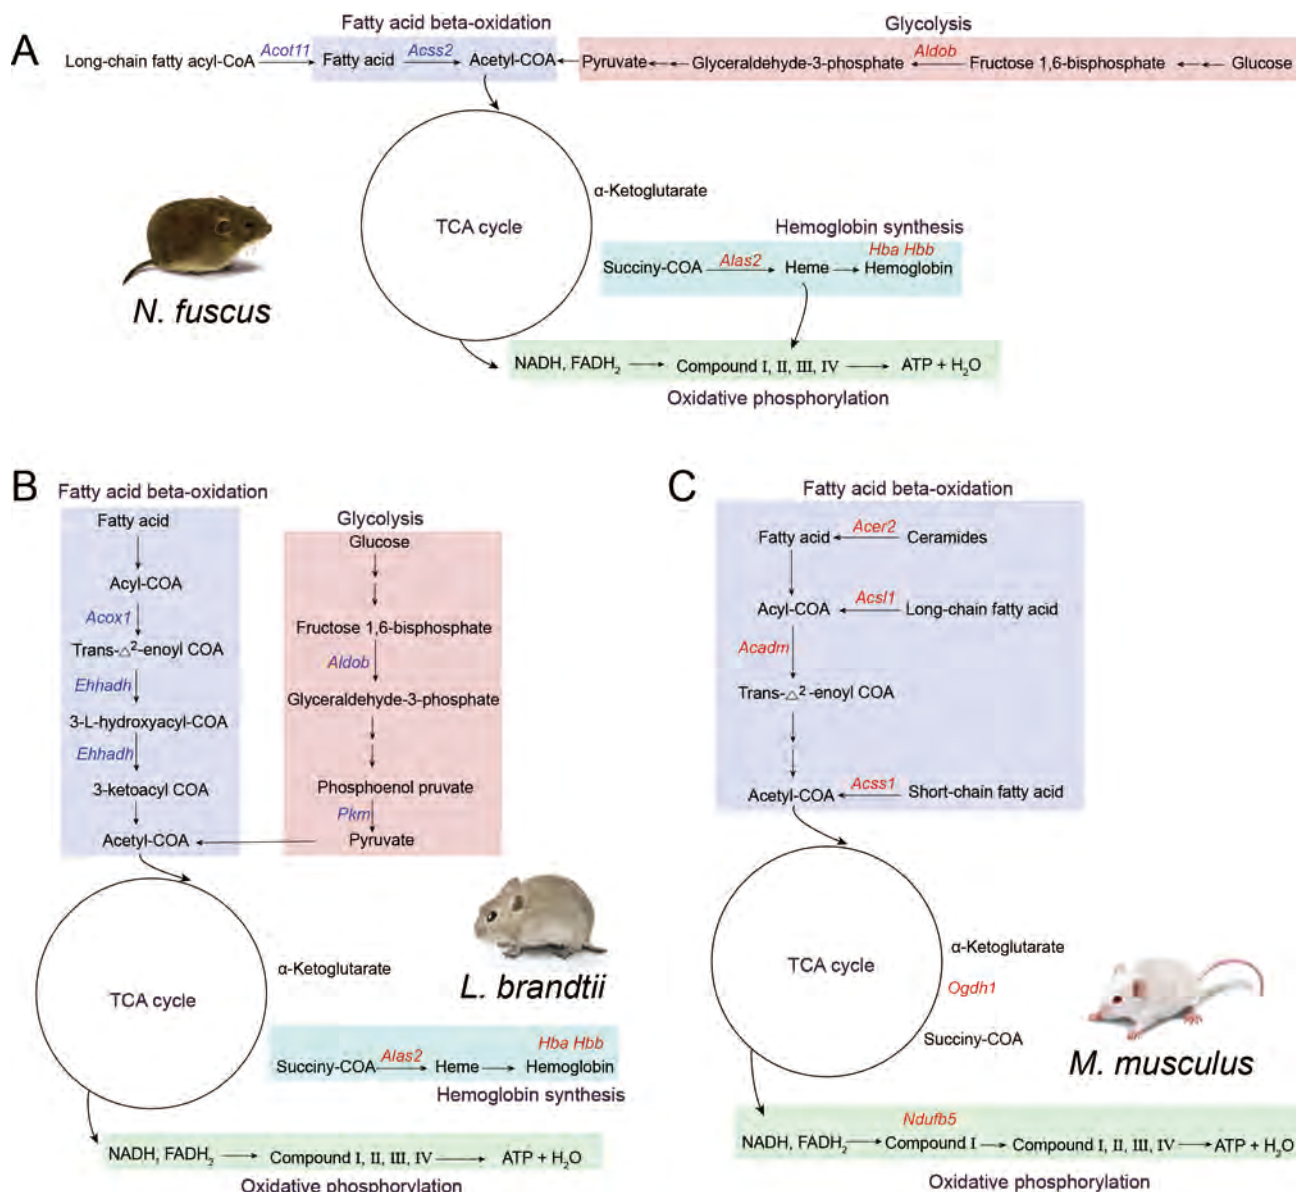 A
Fatty acid beta-oxidation
Glycolysis
Long-chain fatty acyl-CoA Acot11 Fatty acid Acss2 Acetyl-COA Pyruvate Glyceraldehyde-3-phosphate Aldob Fructose 1,6-bisphosphate Glucose
TCA cycle
α-Ketoglutarate
Hemoglobin synthesis
Hba Hbb
Succiny-COA Alas2 Heme Hemoglobin
N. fuscus
NADH, FADH₂ Compound I, II, III, IV ATP + H₂O
Oxidative phosphorylation
B
Fatty acid beta-oxidation
Fatty acid
Acyl-COA
Acox1
Trans-△²-enoyl COA
Ehhadh
3-L-hydroxyacyl-COA
Ehhadh
3-ketoacyl COA
Acetyl-COA
Glycolysis
Glucose
Fructose 1,6-bisphosphate
Aldob
Glyceraldehyde-3-phosphate
Phosphoenol pruvate
Pkm
Pyruvate
TCA cycle
α-Ketoglutarate
L. brandtii
Hba Hbb
Succiny-COA Alas2 Heme Hemoglobin
Hemoglobin synthesis
NADH, FADH₂ Compound I, II, III, IV ATP + H₂O
Oxidative phosphorylation
C
Fatty acid beta-oxidation
Fatty acid Acer2 Ceramides
Acyl-COA Acsl1 Long-chain fatty acid
Acadm
Trans-△²-enoyl COA
Acetyl-COA Acss1 Short-chain fatty acid
TCA cycle
α-Ketoglutarate
Ogdh1
Succiny-COA
M. musculus
Ndufb5
NADH, FADH₂ Compound I Compound I, II, III, IV ATP + H₂O
Oxidative phosphorylation